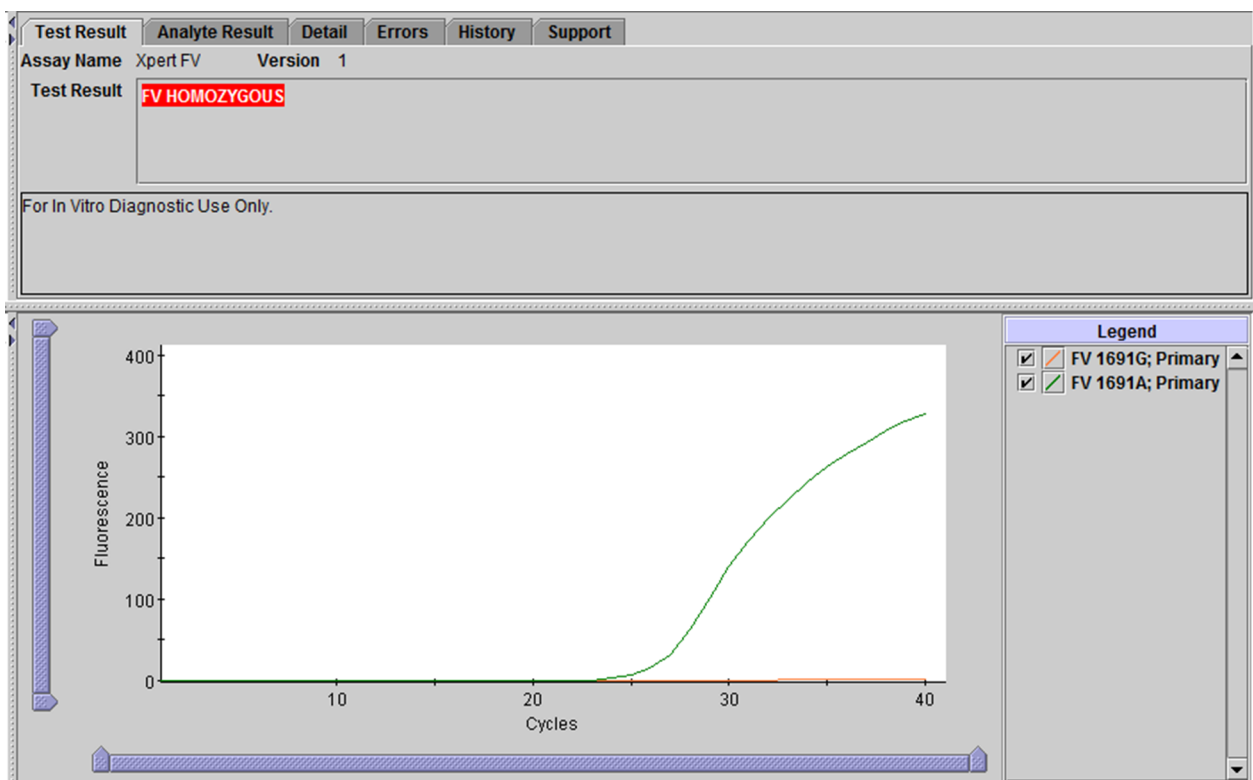 Test Result Analyte Result Detail Errors History Support
Assay Name Xpert FV Version 1
Test Result FV HOMOZYGOUS
For In Vitro Diagnostic Use Only.
Legend
FV 1691G; Primary
FV 1691A; Primary
400
300
200
100
0
Fluorescence
10 20 30 40
Cycles